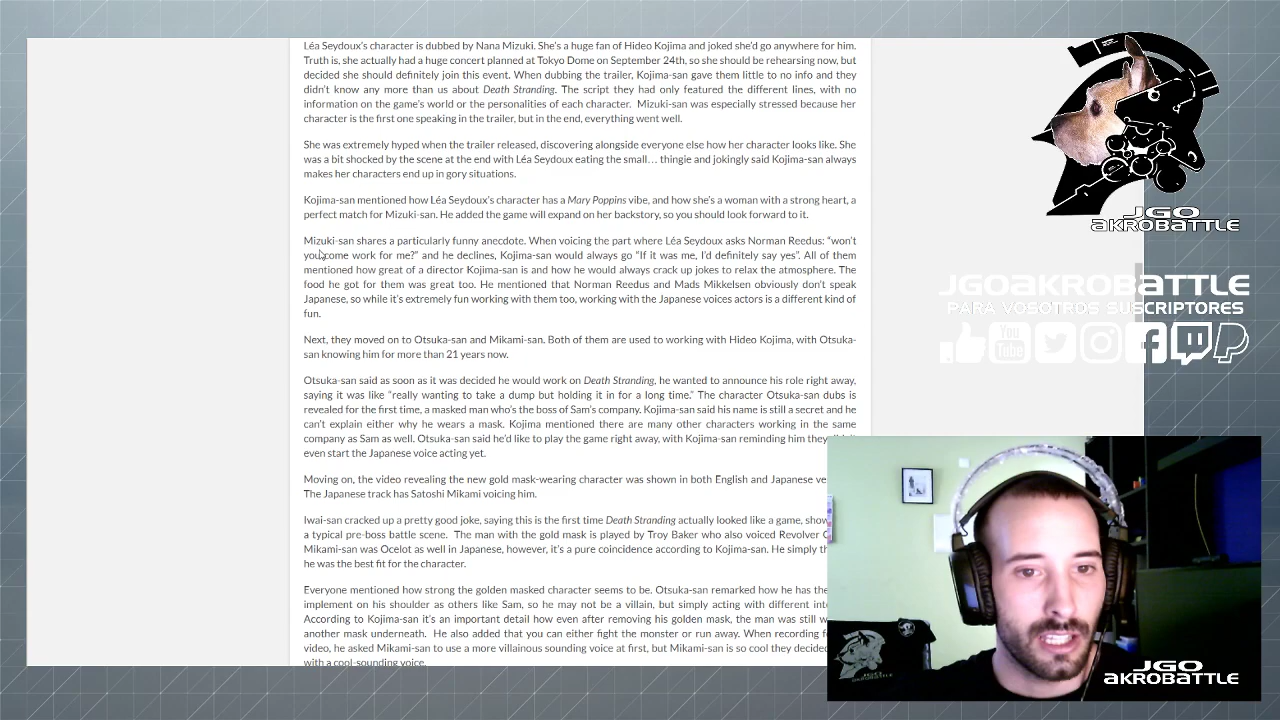 Léa Seydoux's character is dubbed by Nana Mizuki. She's a huge fan of Hideo Kojima and joked she'd go anywhere for him.
Truth is, she actually had a huge concert planned at Tokyo Dome on September 24th, so she should be rehearsing now, but
decided she should definitely join this event. When dubbing the trailer, Kojima-san gave them little to no info and they
didn't know any more than us about Death Stranding. The script they had only featured the different lines, with no
information on the game's world or the personalities of each character. Mizuki-san was especially stressed because her
character is the first one speaking in the trailer, but in the end, everything went well.
She was extremely hyped when the trailer released, discovering alongside everyone else how her character looks like. She
was a bit shocked by the scene at the end with Léa Seydoux eating the small… thingie and jokingly said Kojima-san always
makes her characters end up in gory situations.
Kojima-san mentioned how Léa Seydoux's character has a Mary Poppins vibe, and how she's a woman with a strong heart, a
perfect match for Mizuki-san. He added the game will expand on her backstory, so you should look forward to it.
Mizuki-san shares a particularly funny anecdote. When voicing the part where Léa Seydoux asks Norman Reedus: “won't
you come work for me?” and he declines, Kojima-san would always go “If it was me, I'd definitely say yes”. All of them
mentioned how great of a director Kojima-san is and how he would always crack up jokes to relax the atmosphere. The
food he got for them was great too. He mentioned that Norman Reedus and Mads Mikkelsen obviously don't speak
Japanese, so while it's extremely fun working with them too, working with the Japanese voices actors is a different kind of
fun.
Next, they moved on to Otsuka-san and Mikami-san. Both of them are used to working with Hideo Kojima, with Otsuka-
san knowing him for more than 21 years now.
Otsuka-san said as soon as it was decided he would work on Death Stranding, he wanted to announce his role right away,
saying it was like “really wanting to take a dump but holding it in for a long time.” The character Otsuka-san dubs is
revealed for the first time, a masked man who's the boss of Sam's company. Kojima-san said his name is still a secret and he
can't explain either why he wears a mask. Kojima mentioned there are many other characters working in the same
company as Sam as well. Otsuka-san said he'd like to play the game right away, with Kojima-san reminding him they
even start the Japanese voice acting yet.
Moving on, the video revealing the new gold mask-wearing character was shown in both English and Japanese ve
The Japanese track has Satoshi Mikami voicing him.
Iwai-san cracked up a pretty good joke, saying this is the first time Death Stranding actually looked like a game, show
a typical pre-boss battle scene. The man with the gold mask is played by Troy Baker who also voiced Revolver
Mikami-san was Ocelot as well in Japanese, however, it's a pure coincidence according to Kojima-san. He simply th
he was the best fit for the character.
Everyone mentioned how strong the golden masked character seems to be. Otsuka-san remarked how he has the
implement on his shoulder as others like Sam, so he may not be a villain, but simply acting with different int
According to Kojima-san it's an important detail how even after removing his golden mask, the man was still w
another mask underneath. He also added that you can either fight the monster or run away. When recording f
video, he asked Mikami-san to use a more villainous sounding voice at first, but Mikami-san is so cool they decided
with a cool-sounding voice.
JGO
AKROBATTLE
JGOAKROBATTLE
PARA VOSOTROS SUSCRIPTORES
You
Tube
JGO
AKROBATTLE